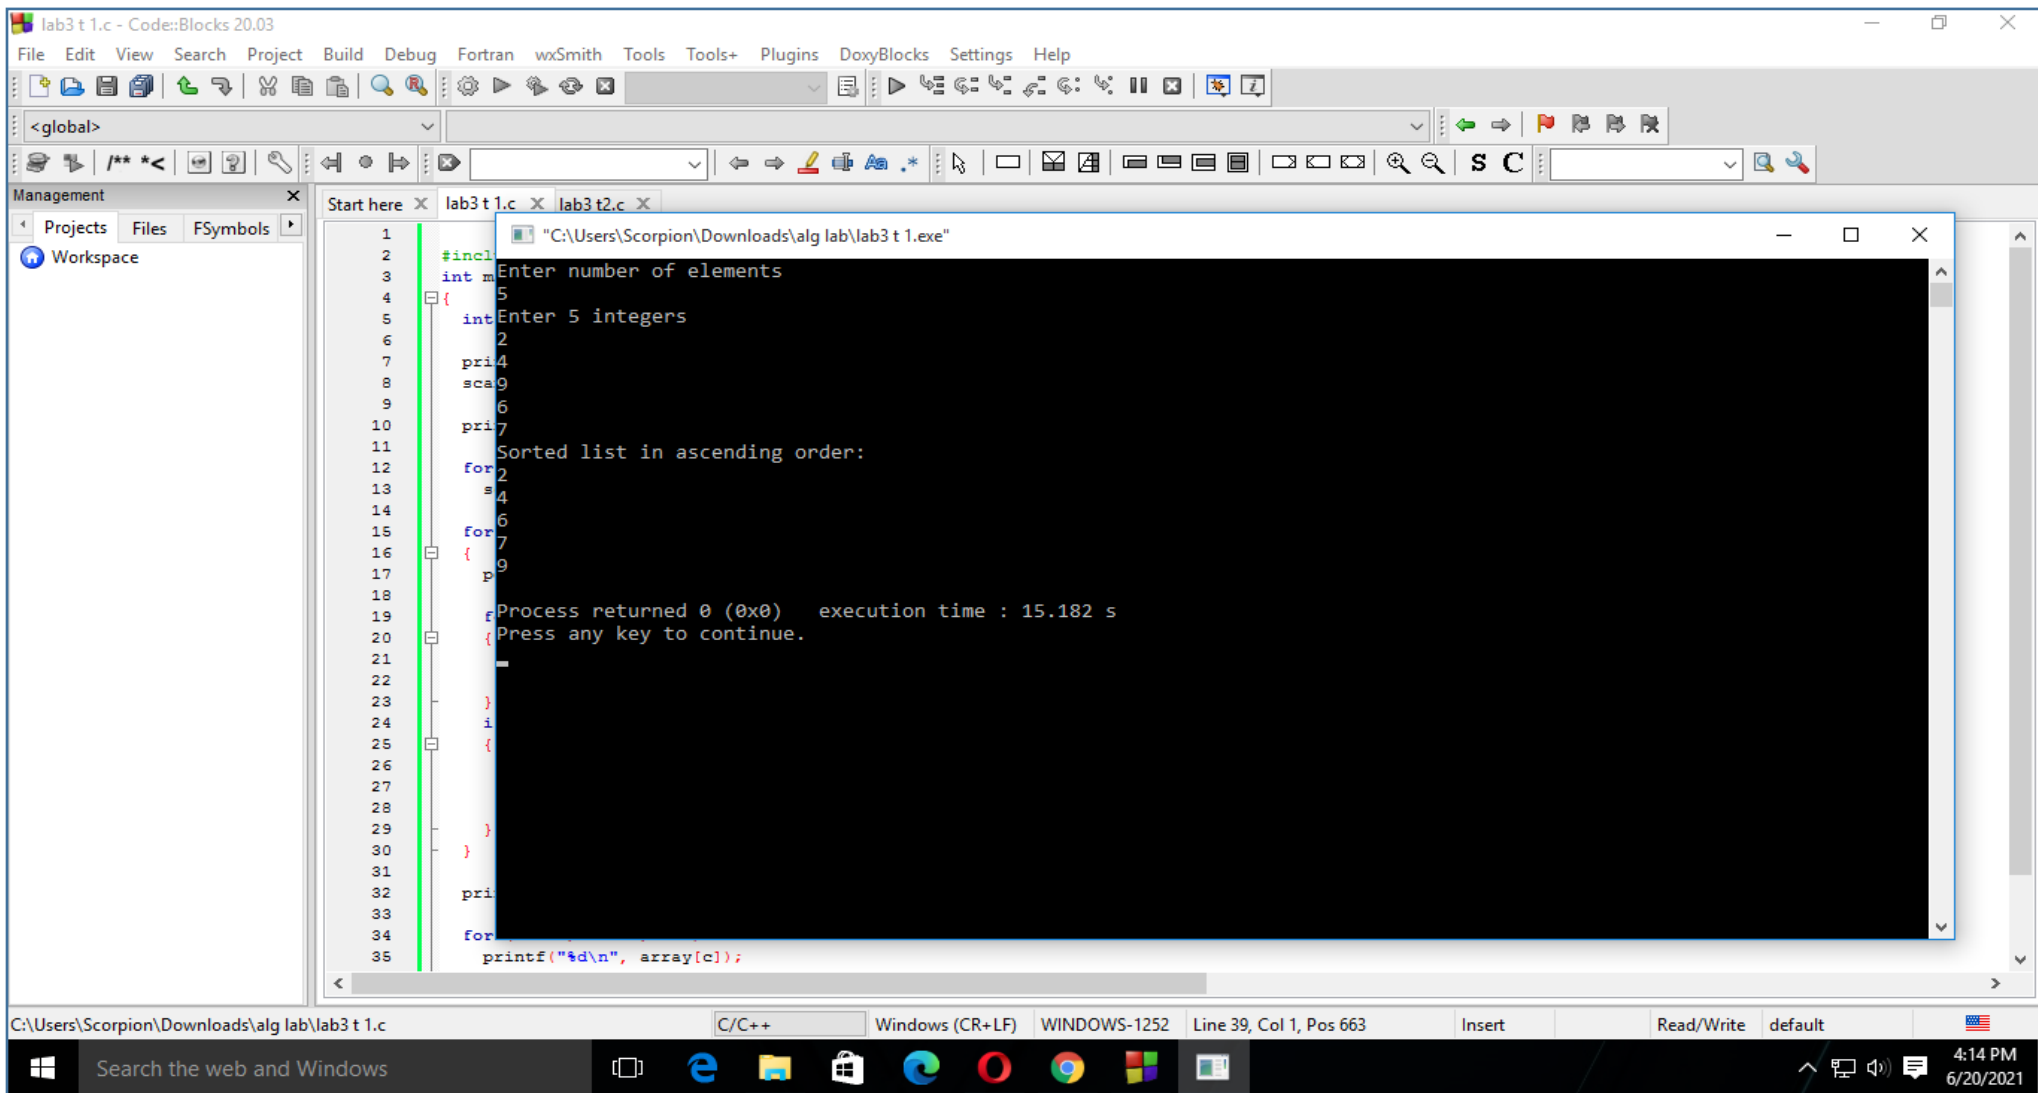 lab3 t 1.c - Code::Blocks 20.03
File Edit View Search Project Build Debug Fortran wxSmith Tools Tools+ Plugins DoxyBlocks Settings Help
<global>
/** *<
S C
Management
Projects Files FSymbols
Workspace
Start here lab3 t 1.c lab3 t2.c
1
2 #incl
3 int m
4 {
5 int
6
7 pri
8 sca
9
10 pri
11
12 for
13 s
14
15 for
16 {
17 p
18
19 f
20 {
21
22
23 }
24 i
25 {
26
27
28
29 }
30 }
31
32 pri
33
34 for
35 printf("%d\n", array[c]);
"C:\Users\Scorpion\Downloads\alg lab\lab3 t 1.exe"
Enter number of elements
5
Enter 5 integers
2
4
9
6
7
Sorted list in ascending order:
2
4
6
7
9
Process returned 0 (0x0)   execution time : 15.182 s
Press any key to continue.
C:\Users\Scorpion\Downloads\alg lab\lab3 t 1.c C/C++ Windows (CR+LF) WINDOWS-1252 Line 39, Col 1, Pos 663 Insert Read/Write default
Search the web and Windows
4:14 PM
6/20/2021